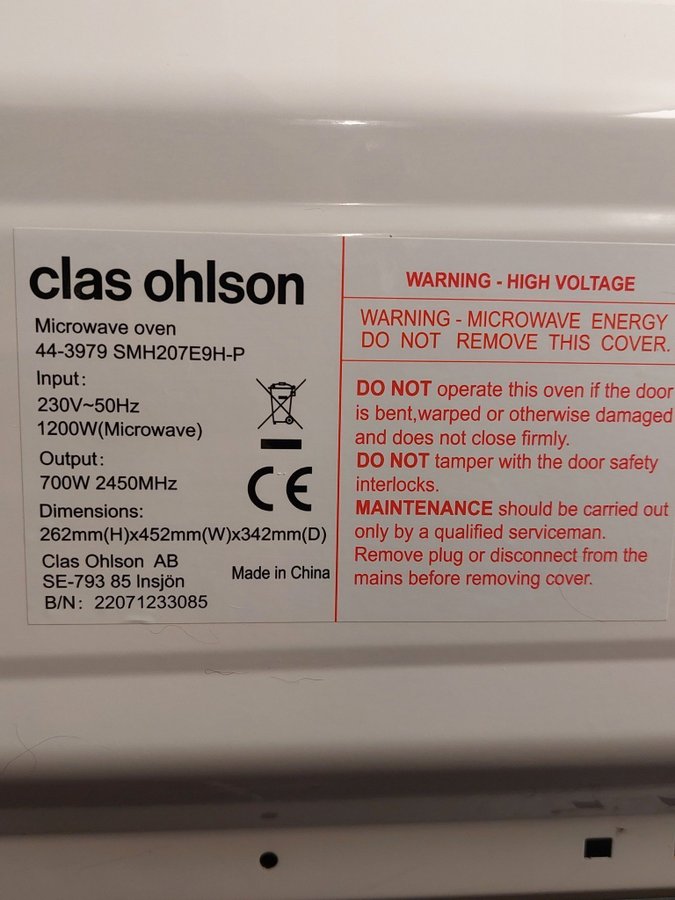 clas ohlson
Microwave oven
44-3979 SMH207E9H-P
Input:
230V~50Hz
1200W(Microwave)
Output:
700W 2450MHz
Dimensions:
262mm(H)x452mm(W)x342mm(D)
Clas Ohlson AB
SE-793 85 Insjön
B/N: 22071233085
CE
Made in China
WARNING - HIGH VOLTAGE
WARNING - MICROWAVE ENERGY
DO NOT REMOVE THIS COVER.
DO NOT operate this oven if the door
is bent,warped or otherwise damaged
and does not close firmly.
DO NOT tamper with the door safety
interlocks.
MAINTENANCE should be carried out
only by a qualified serviceman.
Remove plug or disconnect from the
mains before removing cover.